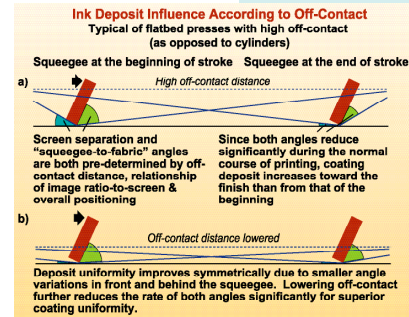 Ink Deposit Influence According to Off-Contact
Typical of flatbed presses with high off-contact
(as opposed to cylinders)
Squeegee at the beginning of stroke Squeegee at the end of stroke
a)
High off-contact distance
Screen separation and
“squeegee-to-fabric” angles
are both pre-determined by off-
contact distance, relationship
of image ratio-to-screen &
overall positioning
Since both angles reduce
significantly during the normal
course of printing, coating
deposit increases toward the
finish than from that of the
beginning
b)
Off-contact distance lowered
Deposit uniformity improves symmetrically due to smaller angle
variations in front and behind the squeegee. Lowering off-contact
further reduces the rate of both angles significantly for superior
coating uniformity.